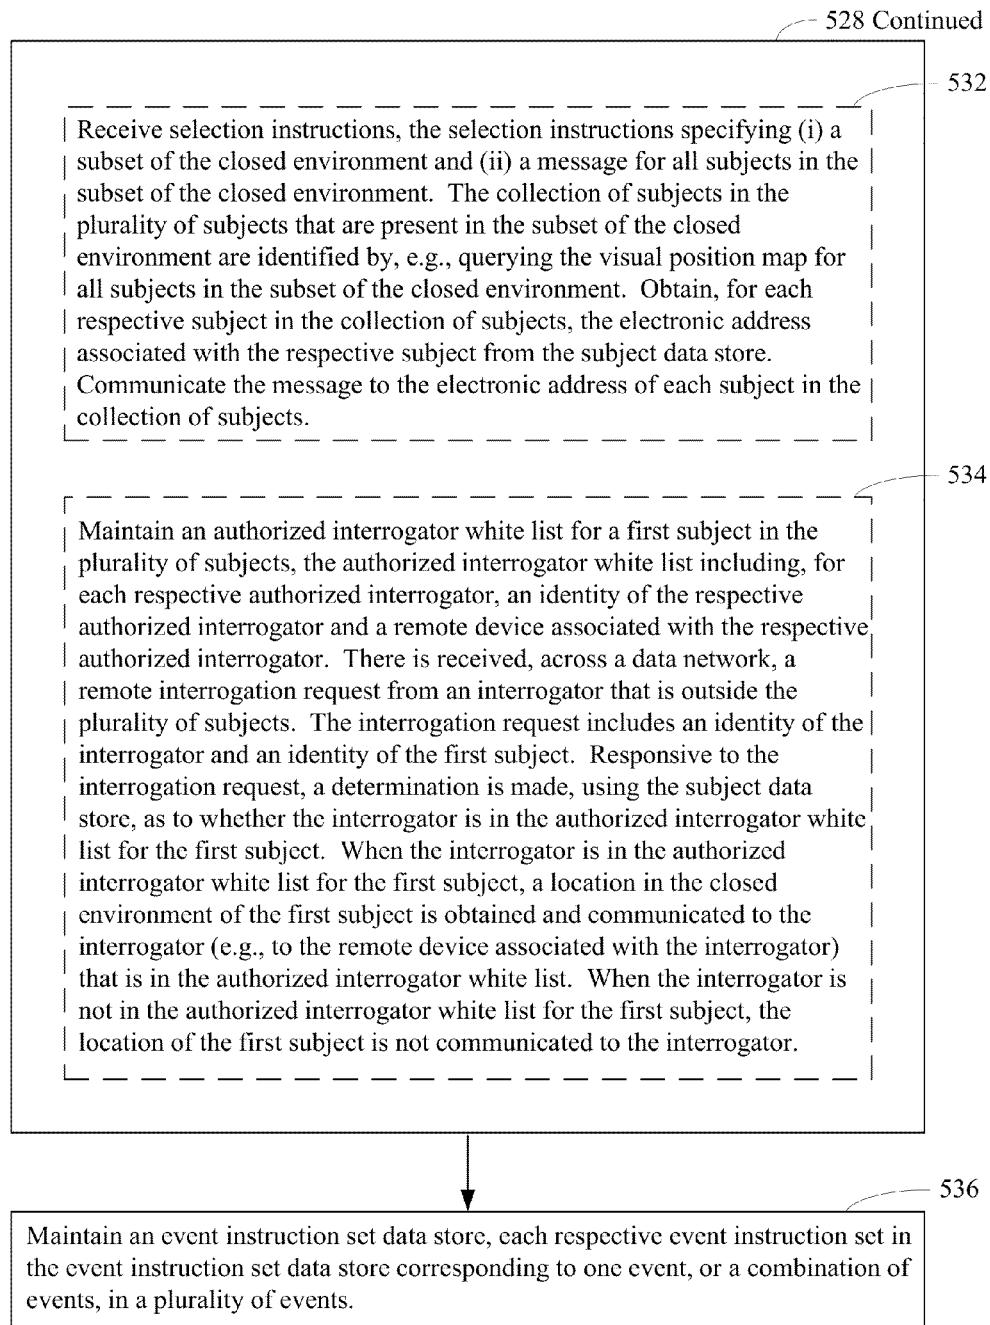 528 Continued
532
Receive selection instructions, the selection instructions specifying (i) a
subset of the closed environment and (ii) a message for all subjects in the
subset of the closed environment.  The collection of subjects in the
plurality of subjects that are present in the subset of the closed
environment are identified by, e.g., querying the visual position map for
all subjects in the subset of the closed environment.  Obtain, for each
respective subject in the collection of subjects, the electronic address
associated with the respective subject from the subject data store.
Communicate the message to the electronic address of each subject in the
collection of subjects.
534
Maintain an authorized interrogator white list for a first subject in the
plurality of subjects, the authorized interrogator white list including, for
each respective authorized interrogator, an identity of the respective
authorized interrogator and a remote device associated with the respective
authorized interrogator.  There is received, across a data network, a
remote interrogation request from an interrogator that is outside the
plurality of subjects.  The interrogation request includes an identity of the
interrogator and an identity of the first subject.  Responsive to the
interrogation request, a determination is made, using the subject data
store, as to whether the interrogator is in the authorized interrogator white
list for the first subject.  When the interrogator is in the authorized
interrogator white list for the first subject, a location in the closed
environment of the first subject is obtained and communicated to the
interrogator (e.g., to the remote device associated with the interrogator)
that is in the authorized interrogator white list.  When the interrogator is
not in the authorized interrogator white list for the first subject, the
location of the first subject is not communicated to the interrogator.
536
Maintain an event instruction set data store, each respective event instruction set in
the event instruction set data store corresponding to one event, or a combination of
events, in a plurality of events.